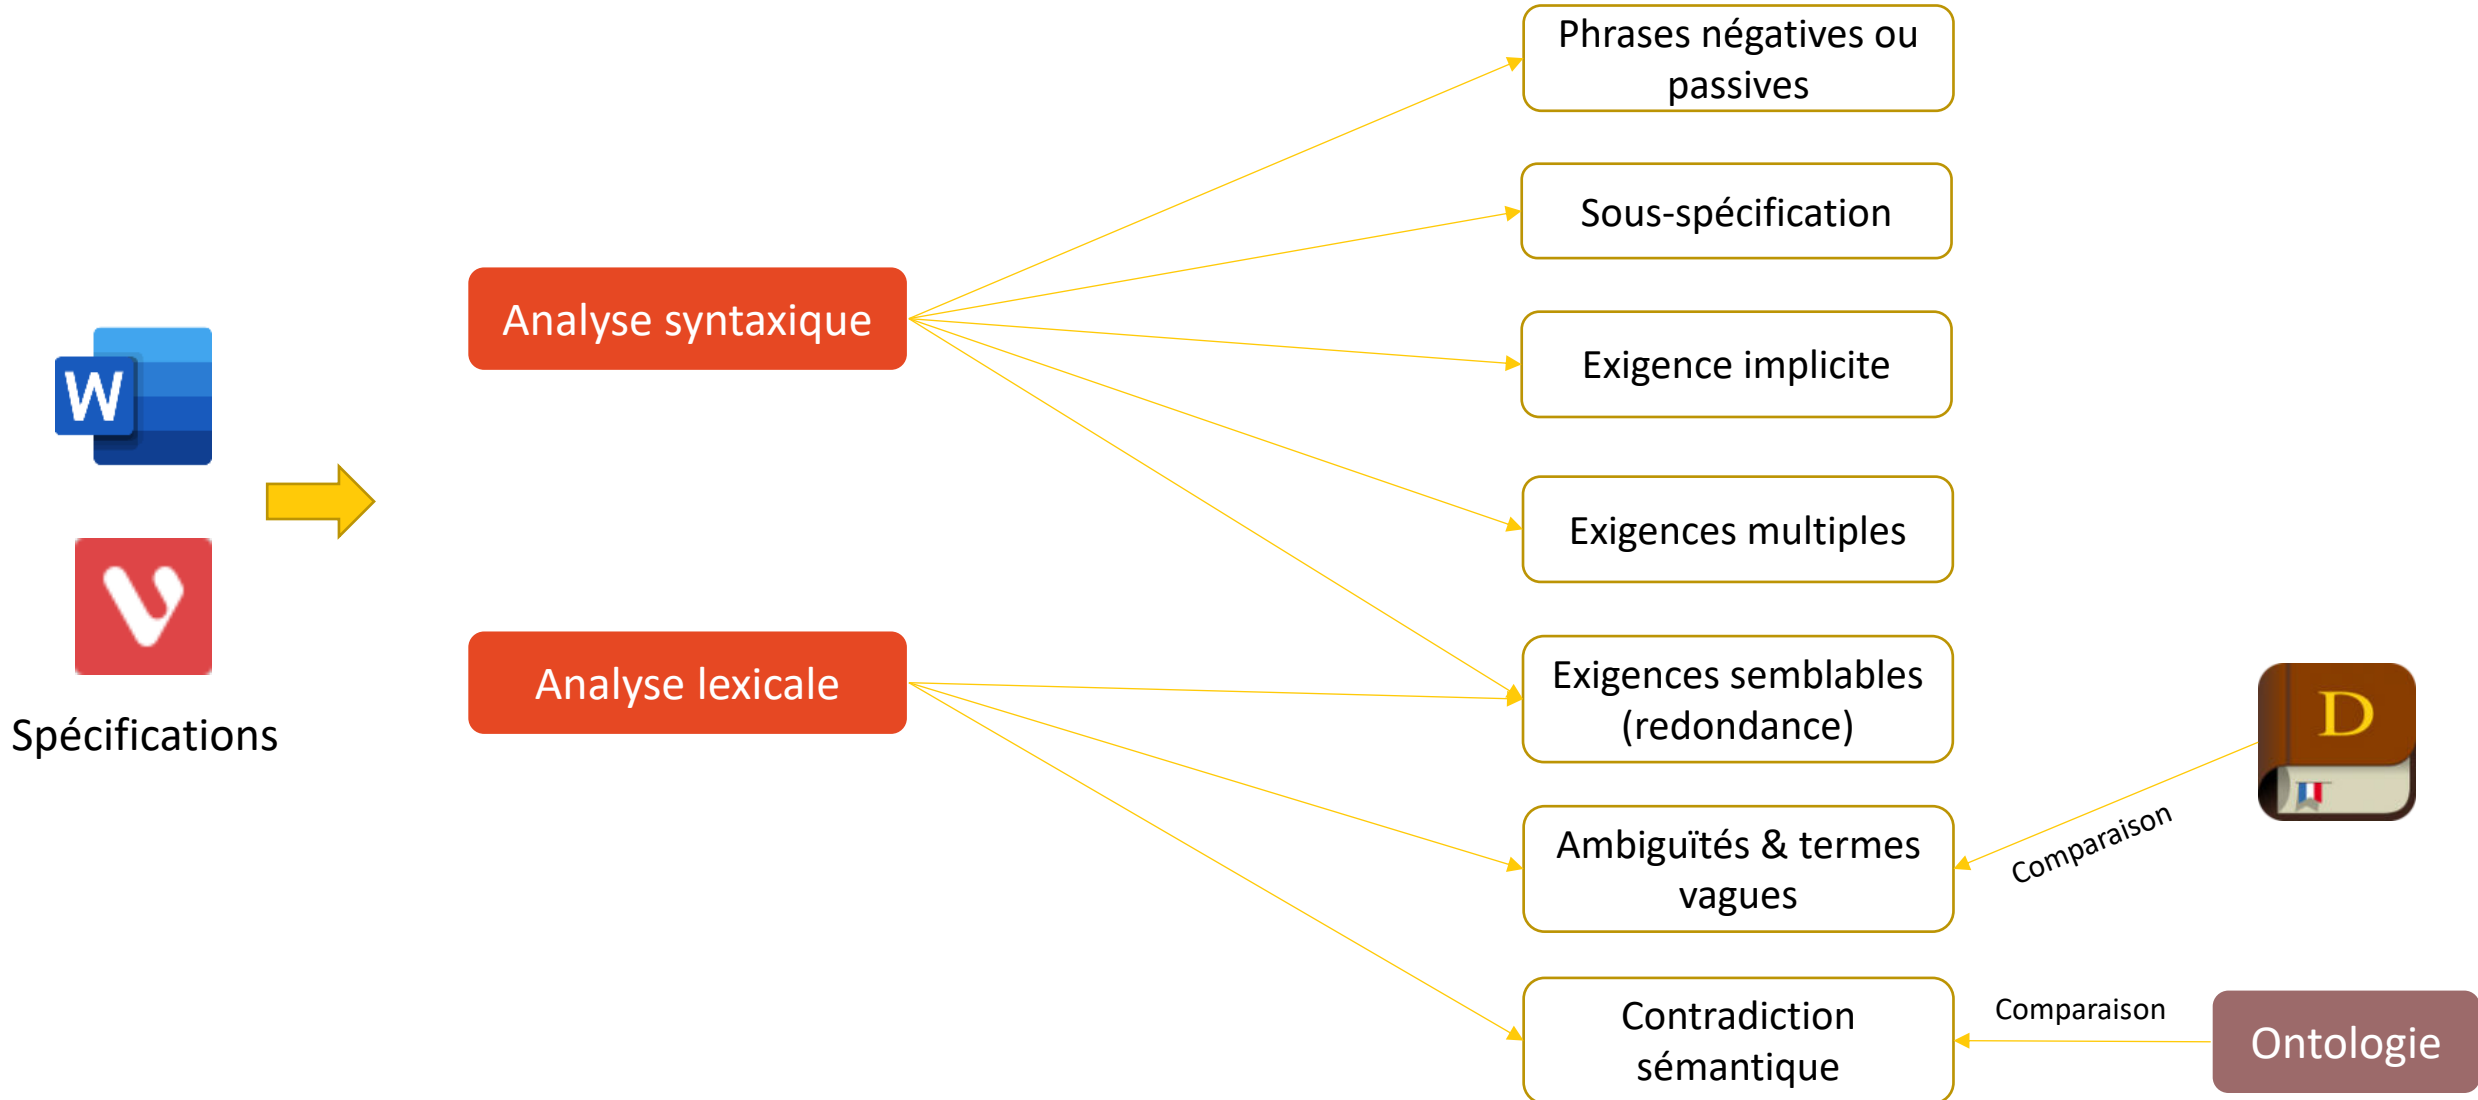 Phrases négatives ou
passives
Sous-spécification
Analyse syntaxique
Exigence implicite
W
Exigences multiples
Analyse lexicale
Exigences semblables
(redondance)
D
Spécifications
Ambiguïtés & termes
vagues
Comparaison
Contradiction
sémantique
Comparaison
Ontologie